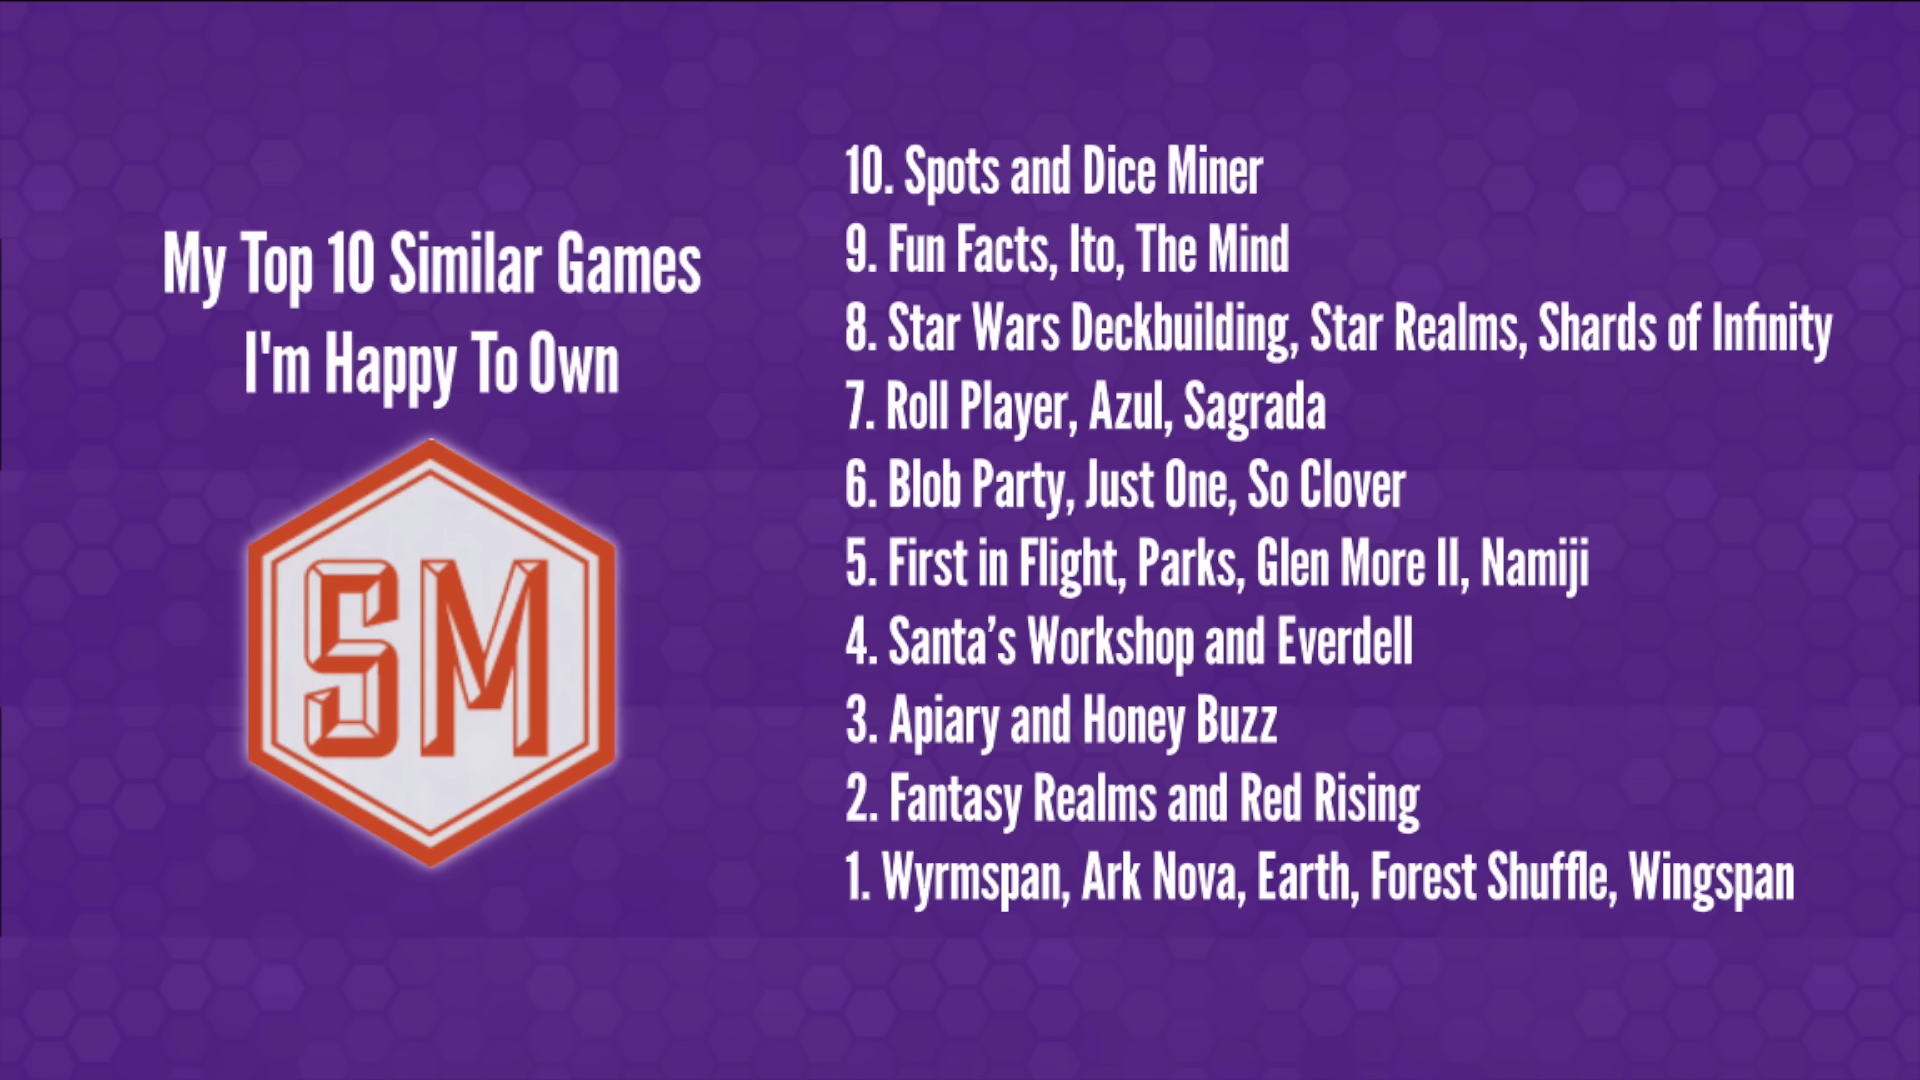 My Top 10 Similar Games
I'm Happy To Own
SM
10. Spots and Dice Miner
9. Fun Facts, Ito, The Mind
8. Star Wars Deckbuilding, Star Realms, Shards of Infinity
7. Roll Player, Azul, Sagrada
6. Blob Party, Just One, So Clover
5. First in Flight, Parks, Glen More II, Namiji
4. Santa’s Workshop and Everdell
3. Apiary and Honey Buzz
2. Fantasy Realms and Red Rising
1. Wyrmspan, Ark Nova, Earth, Forest Shuffle, Wingspan